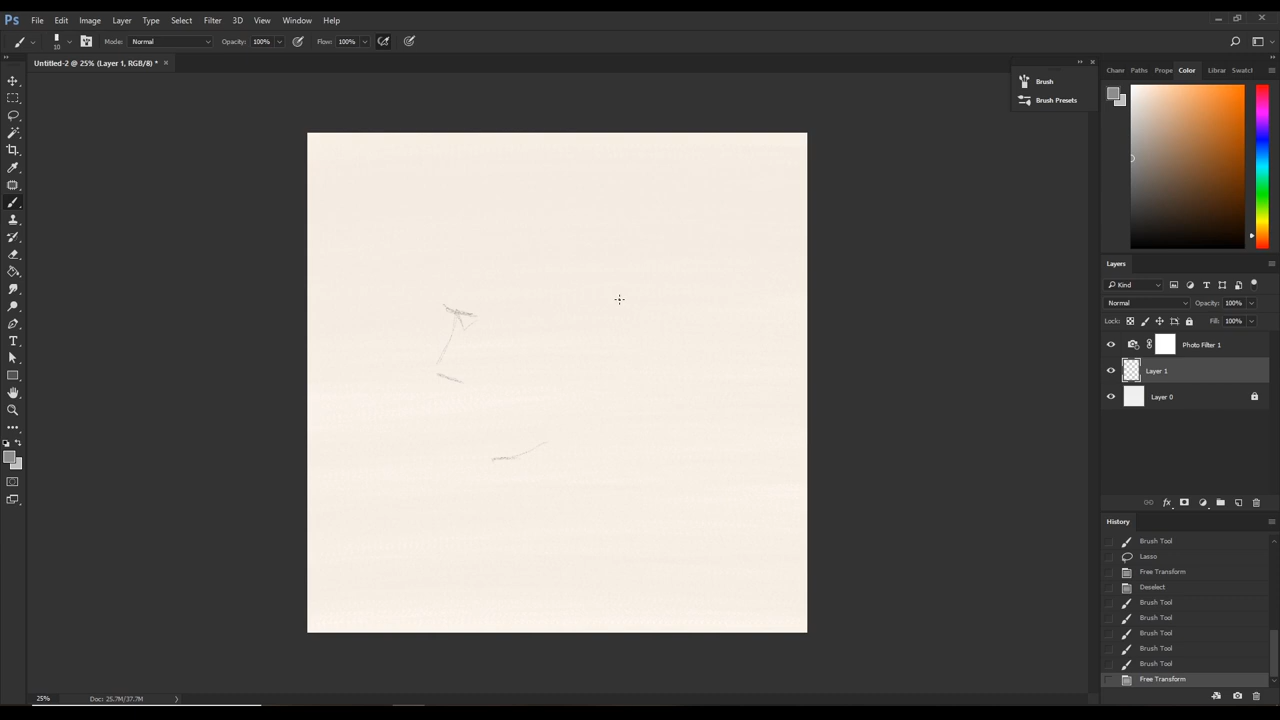 Ps File Edit Image Layer Type Select Filter 3D View Window Help
10 Mode: Normal Opacity: 100% Flow: 100%
Untitled-2 @ 25% (Layer 1, RGB/8) *
Brush
Brush Presets
Chanr Paths Prope Color Librar Swatch
Layers
Kind
Normal Opacity: 100%
Lock: Fill: 100%
Photo Filter 1
Layer 1
Layer 0
History
Brush Tool
Lasso
Free Transform
Deselect
Brush Tool
Brush Tool
Brush Tool
Brush Tool
Brush Tool
Free Transform
25% Doc: 25.7M/37.7M